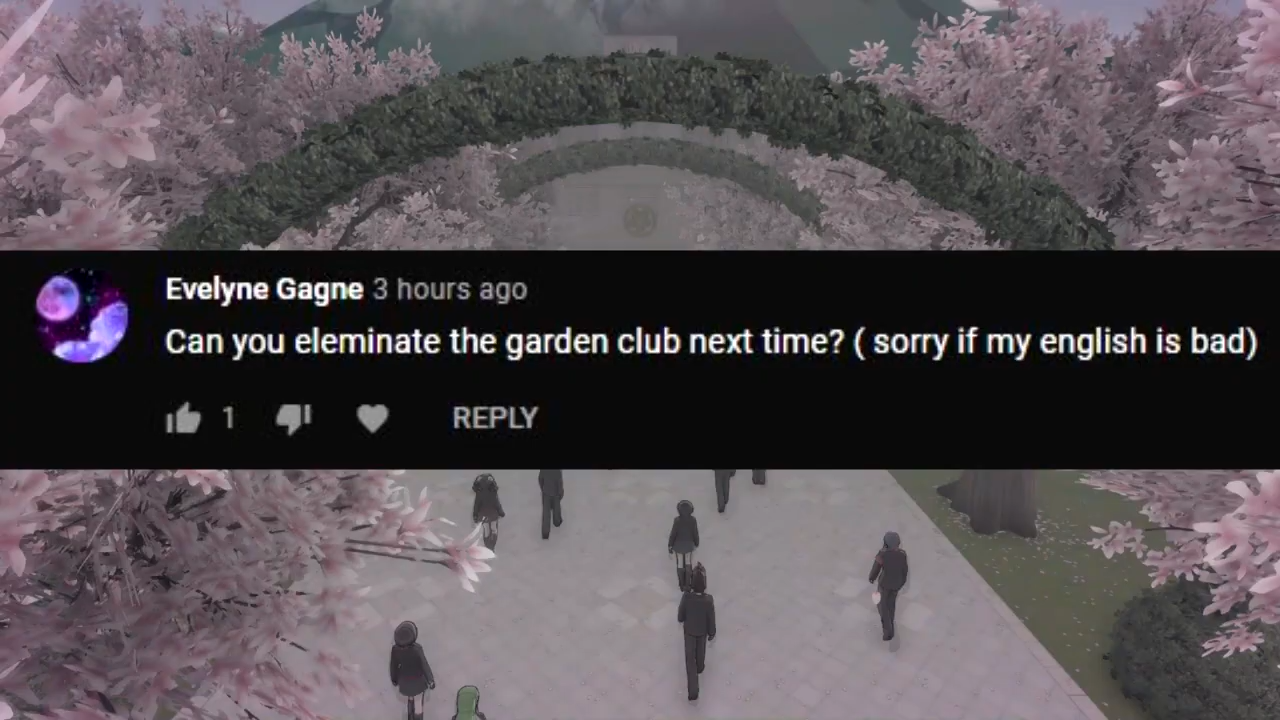 Evelyne Gagne 3 hours ago
Can you eleminate the garden club next time? ( sorry if my english is bad)
1 REPLY